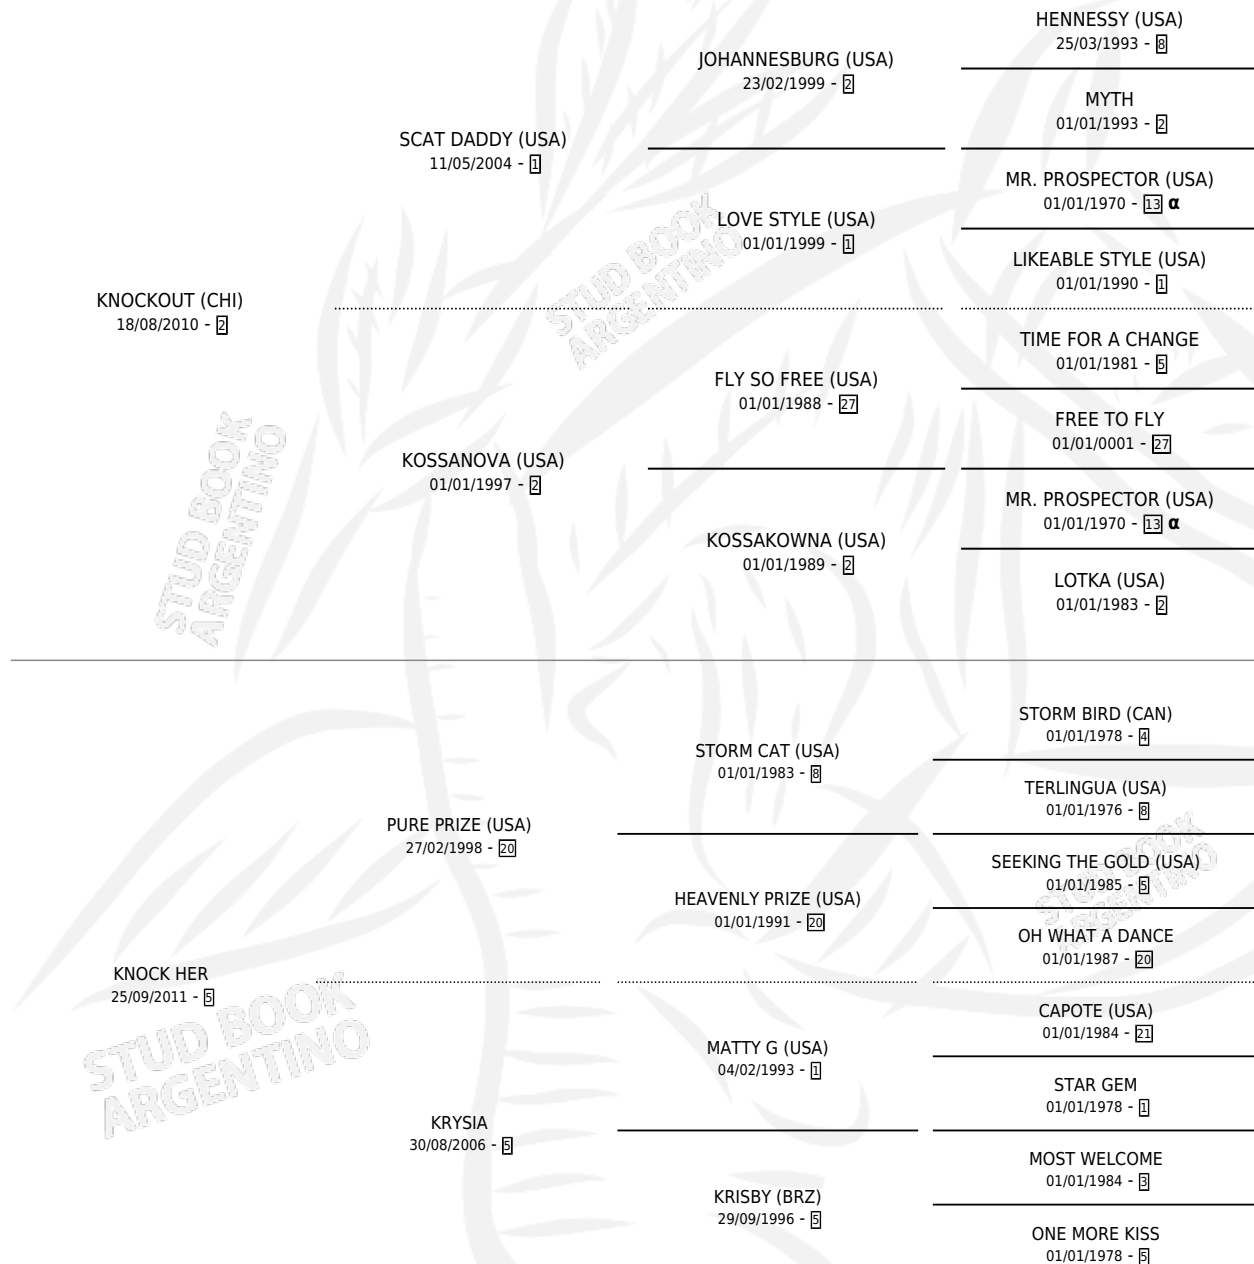 HENNESSY (USA)
25/03/1993 - 8
JOHANNESBURG (USA)
23/02/1999 - 2
MYTH
01/01/1993 - 2
SCAT DADDY (USA)
11/05/2004 - 1
MR. PROSPECTOR (USA)
01/01/1970 - 13 α
LOVE STYLE (USA)
01/01/1999 - 1
LIKEABLE STYLE (USA)
01/01/1990 - 1
KNOCKOUT (CHI)
18/08/2010 - 2
TIME FOR A CHANGE
01/01/1981 - 5
FLY SO FREE (USA)
01/01/1988 - 27
FREE TO FLY
01/01/0001 - 27
KOSSANOVA (USA)
01/01/1997 - 2
MR. PROSPECTOR (USA)
01/01/1970 - 13 α
KOSSAKOWNA (USA)
01/01/1989 - 2
LOTKA (USA)
01/01/1983 - 2
STORM BIRD (CAN)
01/01/1978 - 4
STORM CAT (USA)
01/01/1983 - 8
TERLINGUA (USA)
01/01/1976 - 8
PURE PRIZE (USA)
27/02/1998 - 20
SEEKING THE GOLD (USA)
01/01/1985 - 5
HEAVENLY PRIZE (USA)
01/01/1991 - 20
OH WHAT A DANCE
01/01/1987 - 20
KNOCK HER
25/09/2011 - 5
CAPOTE (USA)
01/01/1984 - 21
MATTY G (USA)
04/02/1993 - 1
STAR GEM
01/01/1978 - 1
KRYSIA
30/08/2006 - 5
MOST WELCOME
01/01/1984 - 3
KRISBY (BRZ)
29/09/1996 - 5
ONE MORE KISS
01/01/1978 - 5
STUD BOOK
ARGENTINO
STUD BOOK
ARGENTINO
STUD BOOK
ARGENTINO
STUD BOOK
ARGENTINO